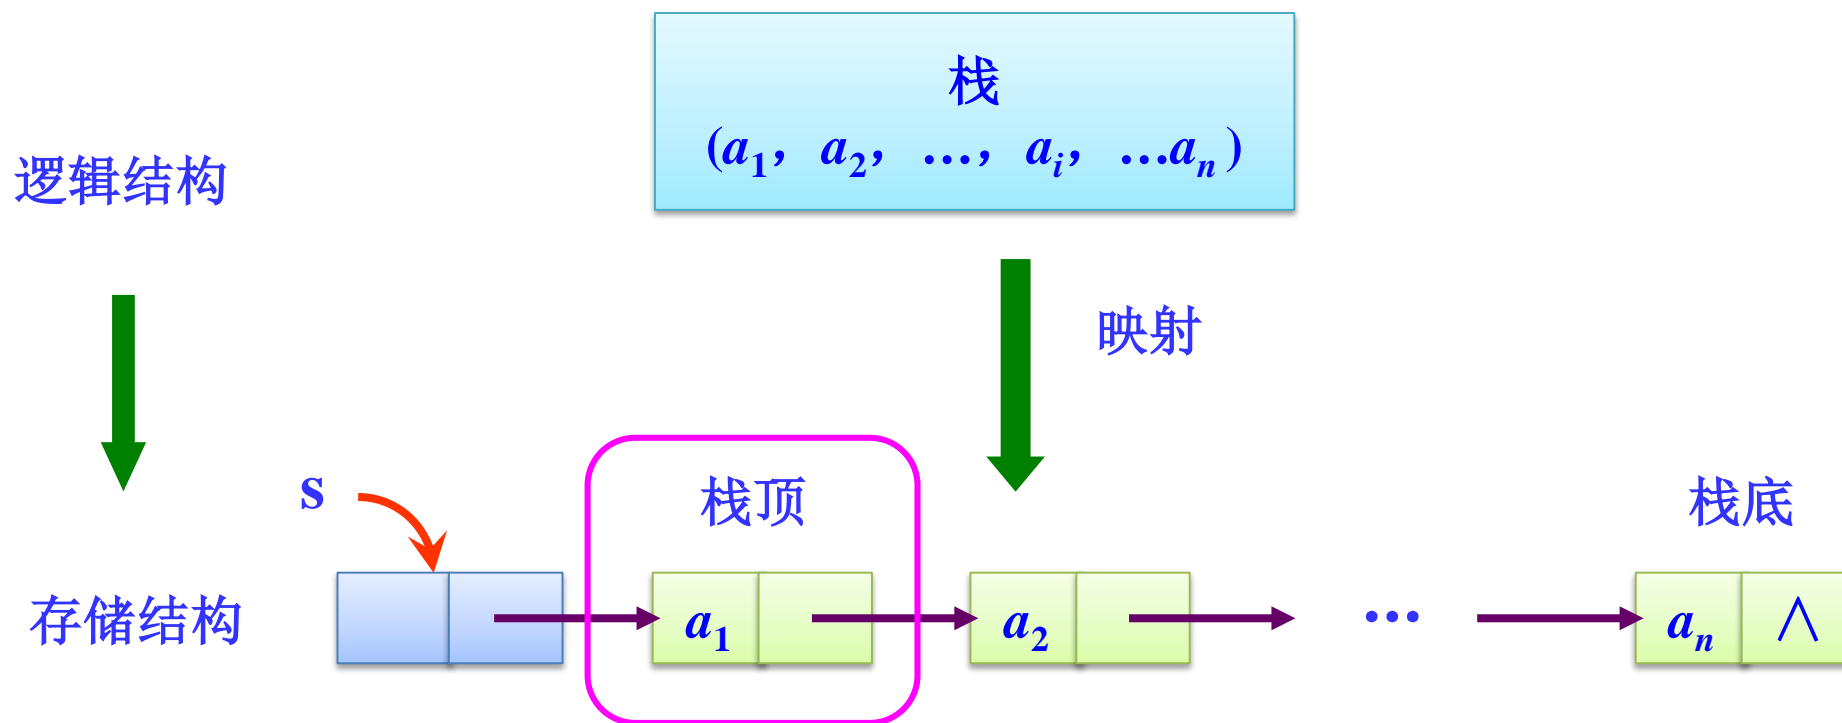 栈
(a₁，a₂，…，aᵢ，…aₙ)
逻辑结构
映射
s
栈顶
栈底
存储结构
a₁
a₂
…
aₙ ∧